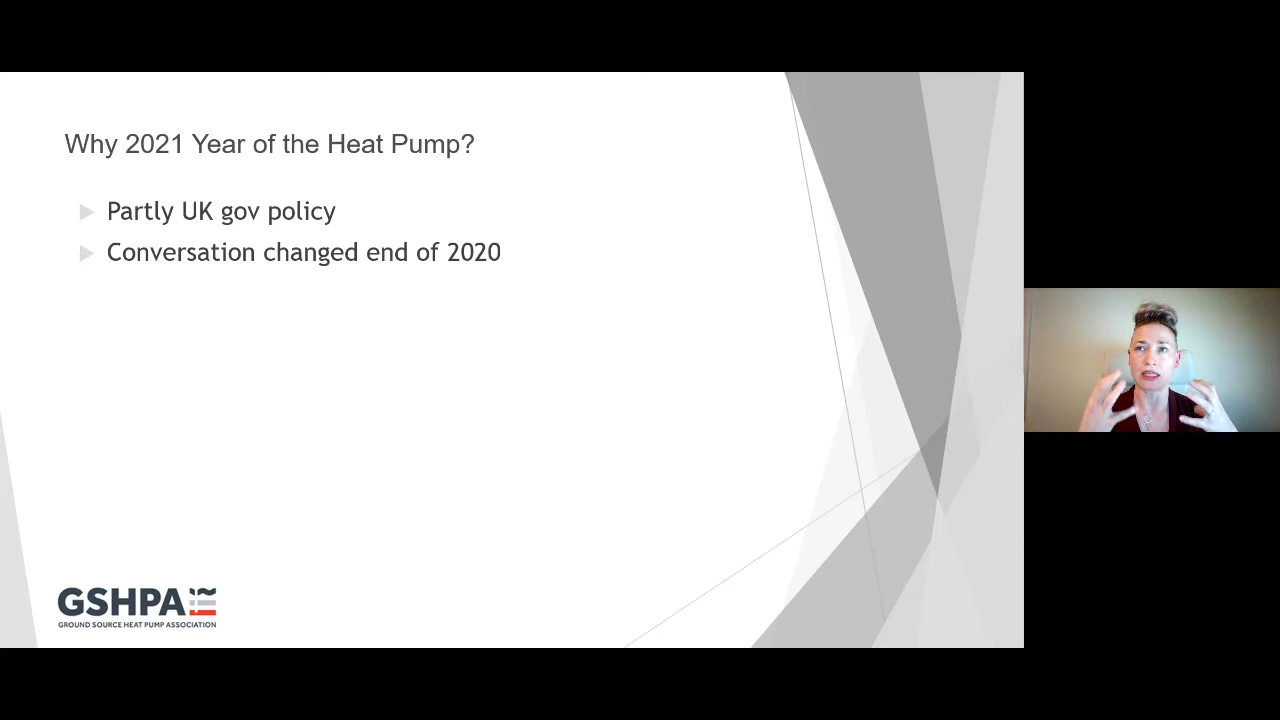 Why 2021 Year of the Heat Pump?
Partly UK gov policy
Conversation changed end of 2020
GSHPA
GROUND SOURCE HEAT PUMP ASSOCIATION